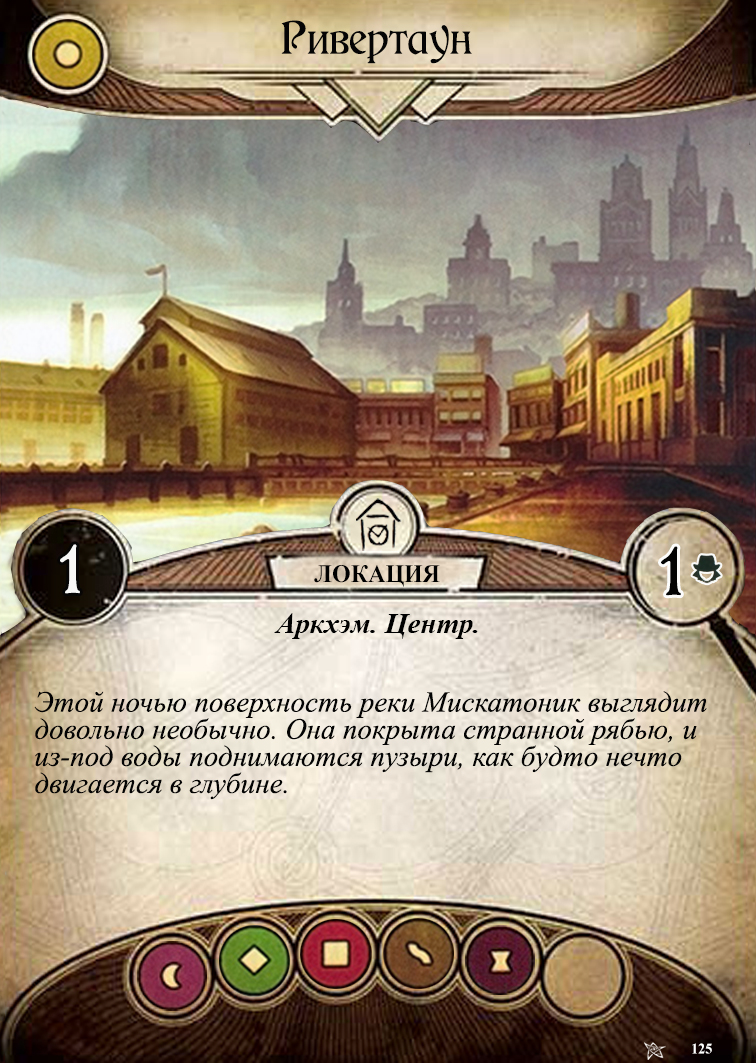 Ривертаун
1
1
ЛОКАЦИЯ
Аркхэм. Центр.
Этой ночью поверхность реки Мискатоник выглядит
довольно необычно. Она покрыта странной рябью, и
из-под воды поднимаются пузыри, как будто нечто
двигается в глубине.
125